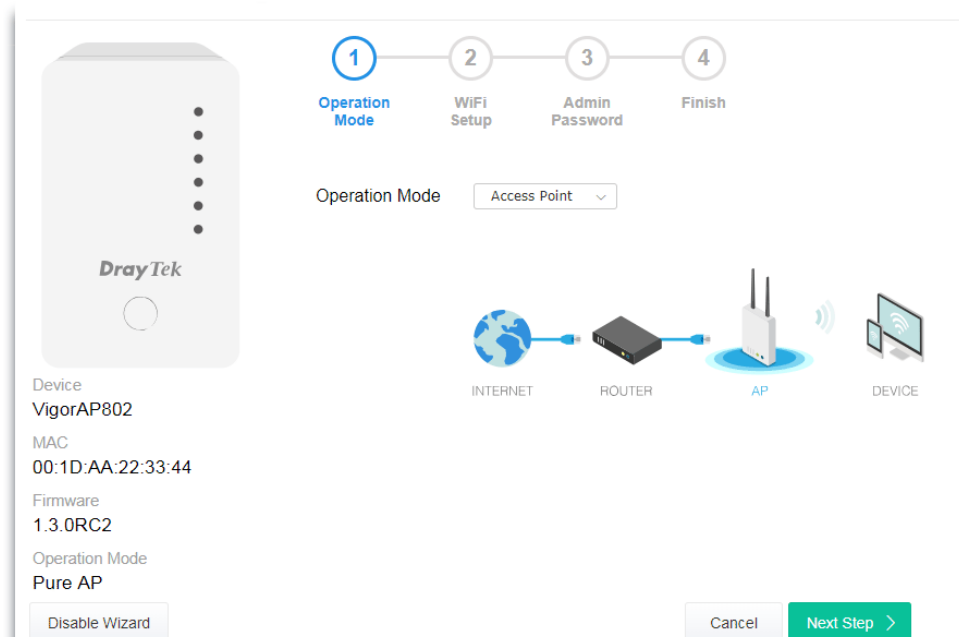 1 2 3 4
Operation WiFi Admin Finish
Mode Setup Password
Operation Mode Access Point
DrayTek
INTERNET ROUTER AP DEVICE
Device
VigorAP802
MAC
00:1D:AA:22:33:44
Firmware
1.3.0RC2
Operation Mode
Pure AP
Disable Wizard Cancel Next Step